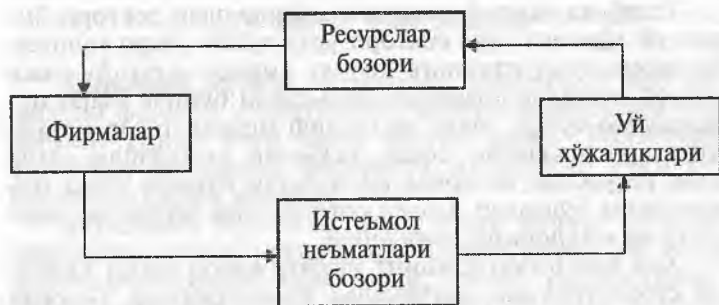 Ресурслар
бозори
Фирмалар
Уй
хўжаликлари
Истеъмол
неъматлари
бозори